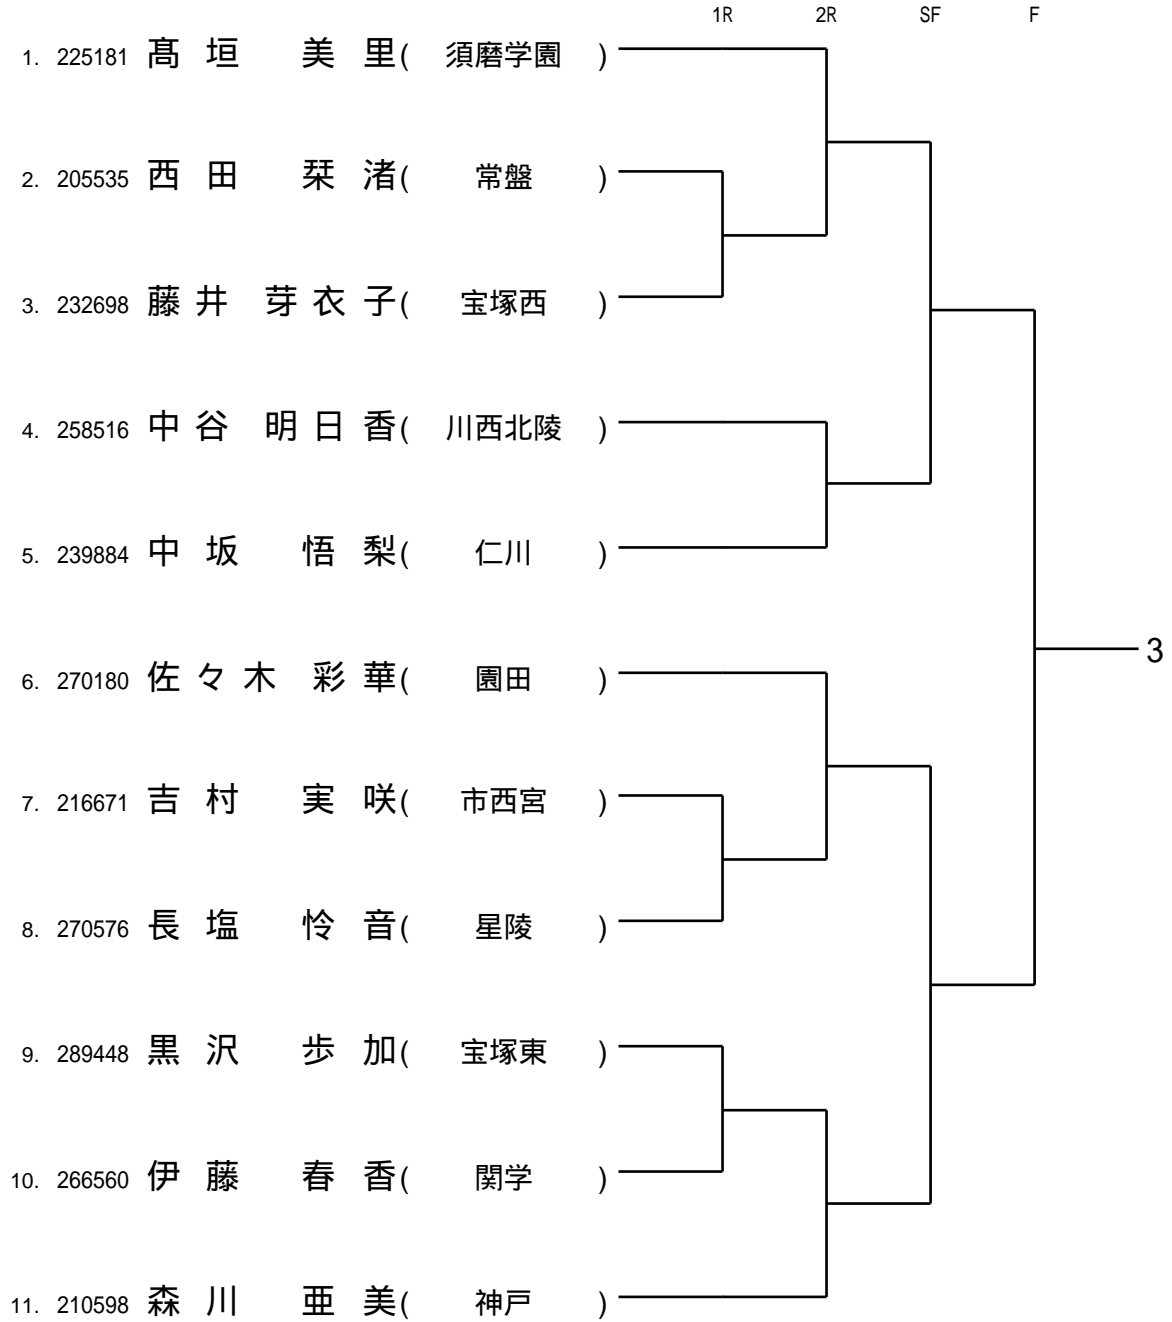 1R 2R SF F
1. 225181 髙垣 美里( 須磨学園 )
2. 205535 西田 栞渚( 常盤 )
3. 232698 藤井 芽衣子( 宝塚西 )
4. 258516 中谷 明日香( 川西北陵 )
5. 239884 中坂 悟梨( 仁川 )
3
6. 270180 佐々木 彩華( 園田 )
7. 216671 吉村 実咲( 市西宮 )
8. 270576 長塩 怜音( 星陵 )
9. 289448 黒沢 歩加( 宝塚東 )
10. 266560 伊藤 春香( 関学 )
11. 210598 森川 亜美( 神戸 )